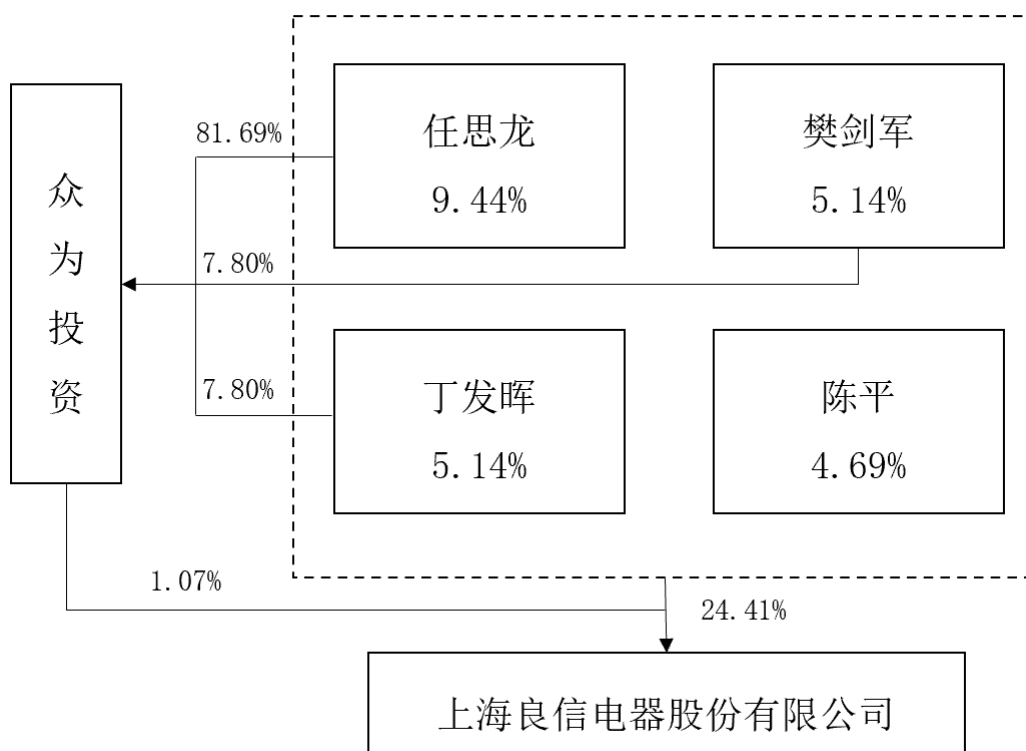 任思龙
9.44%
樊剑军
5.14%
81.69%
众为投资
7.80%
7.80%
丁发晖
5.14%
陈平
4.69%
1.07%
24.41%
上海良信电器股份有限公司